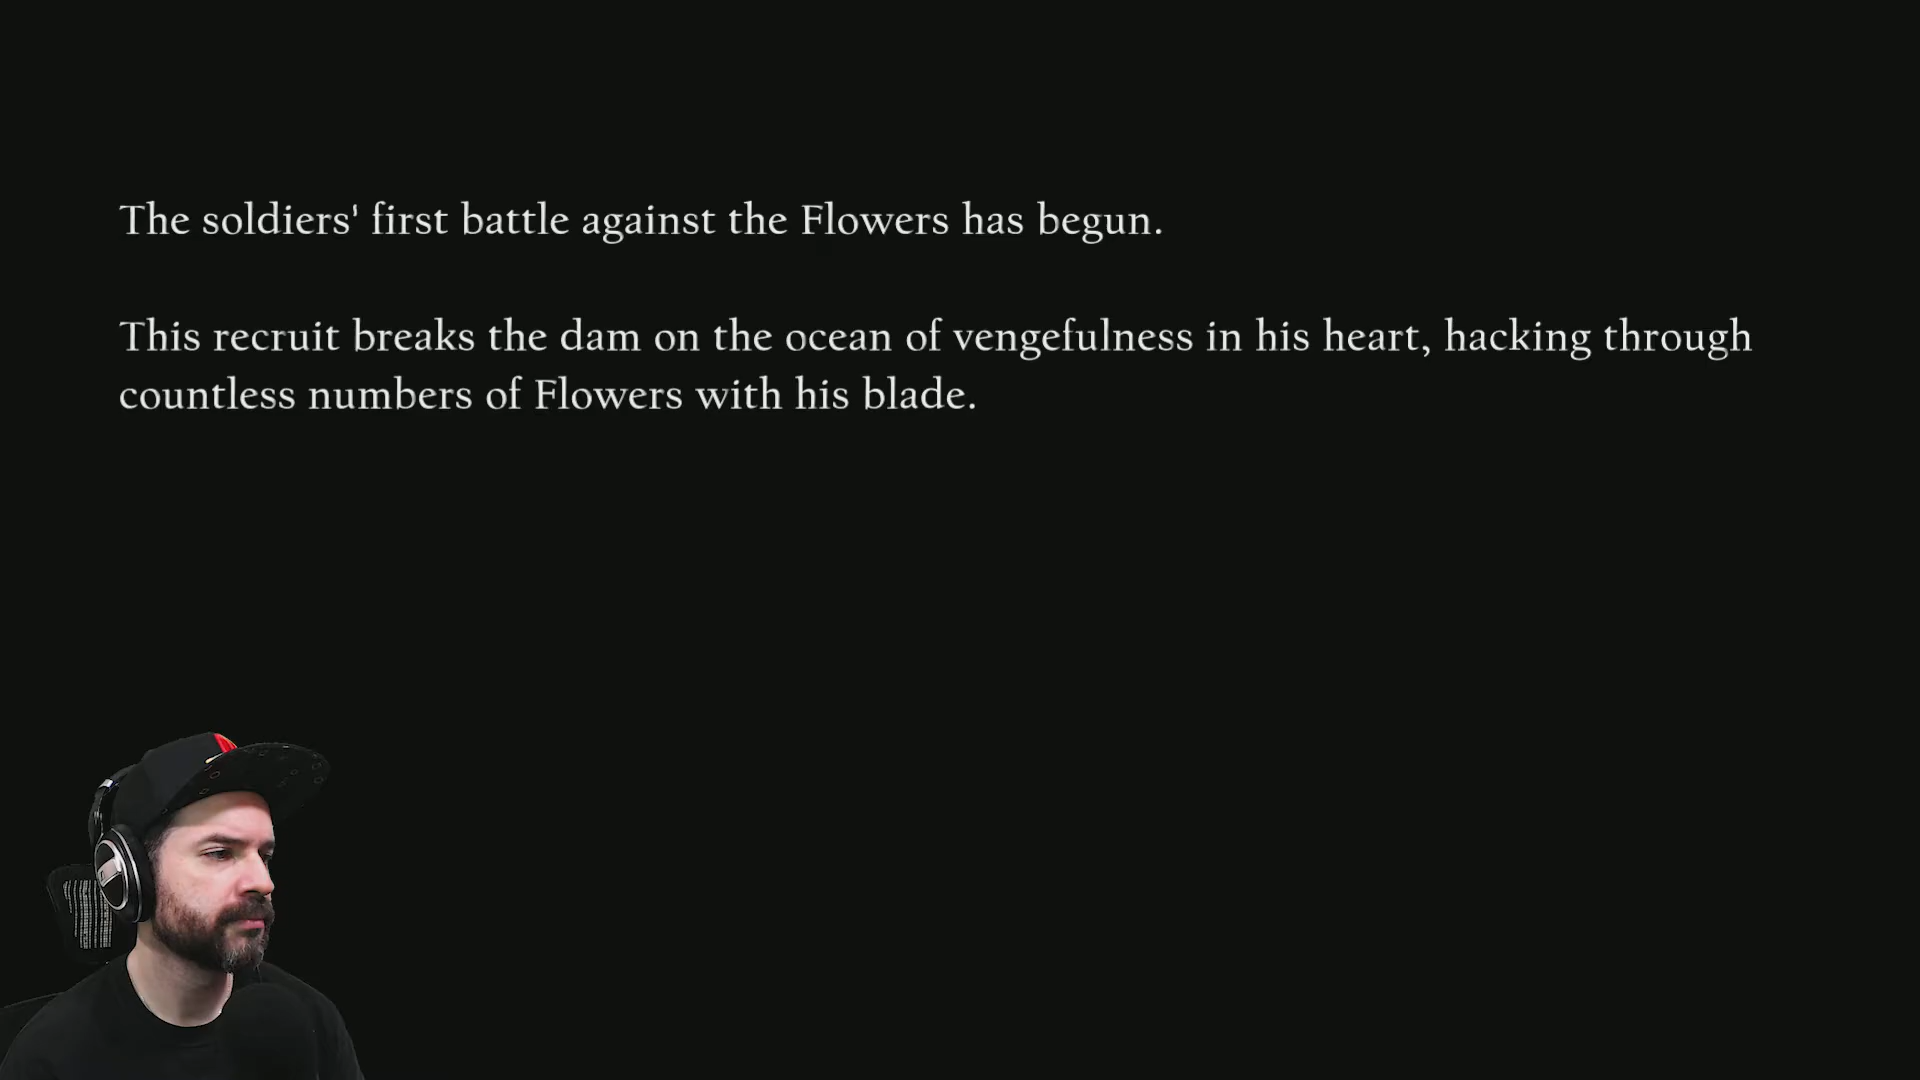 The soldiers' first battle against the Flowers has begun.
This recruit breaks the dam on the ocean of vengefulness in his heart, hacking through
countless numbers of Flowers with his blade.